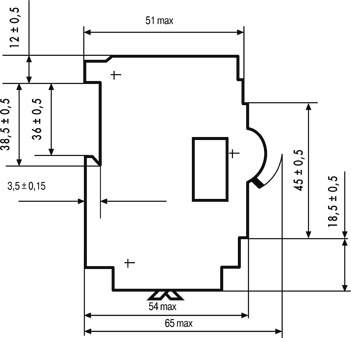 51 max
12 ± 0,5
38,5 ± 0,5
36 ± 0,5
3,5 ± 0,15
45 ± 0,5
18,5 ± 0,5
54 max
65 max